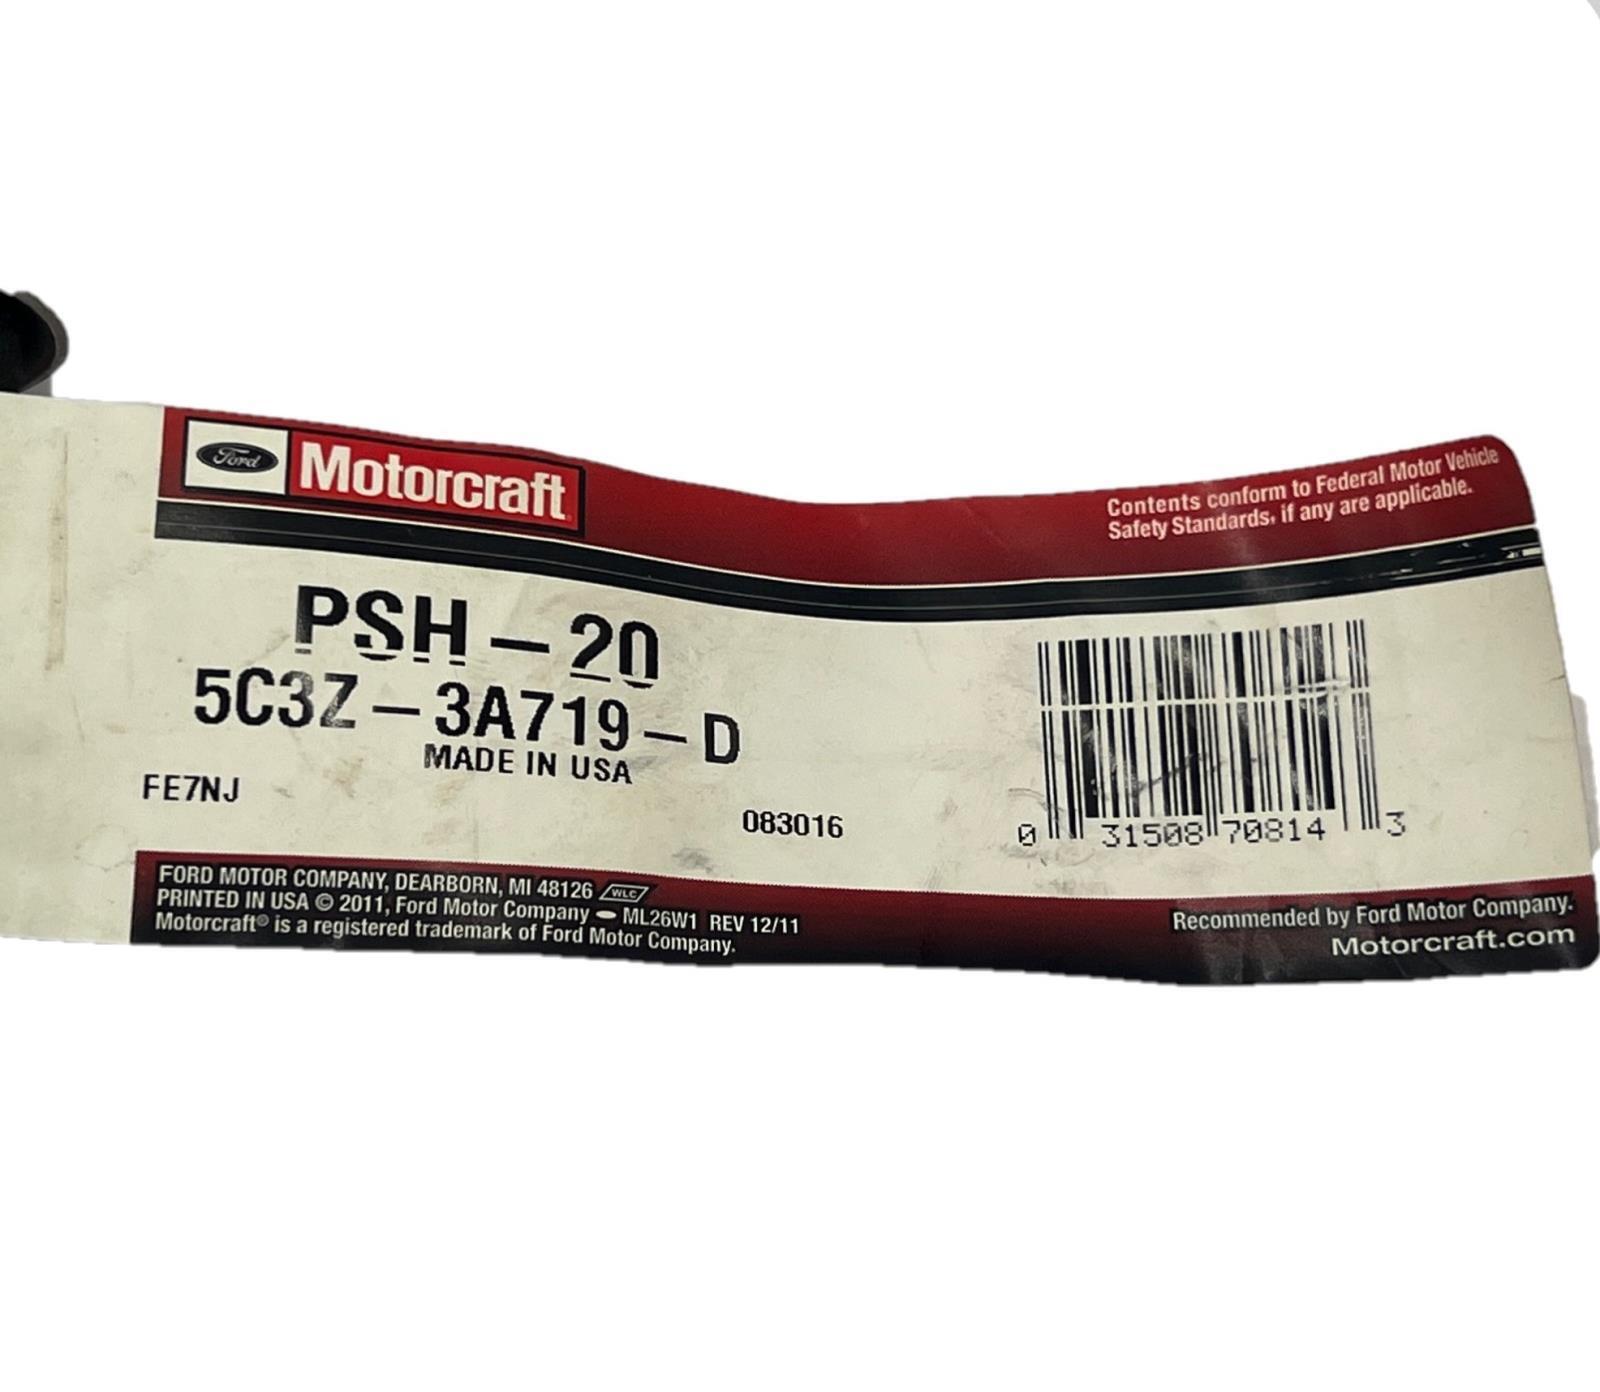 Ford Motorcraft
Contents conform to Federal Motor Vehicle
Safety Standards, if any are applicable.
PSH - 20
5C3Z - 3A719 - D
MADE IN USA
FE7NJ
083016
0 31508 70814 3
FORD MOTOR COMPANY, DEARBORN, MI 48126 WLC
PRINTED IN USA © 2011, Ford Motor Company - ML26W1 REV 12/11
Motorcraft® is a registered trademark of Ford Motor Company.
Recommended by Ford Motor Company.
Motorcraft.com